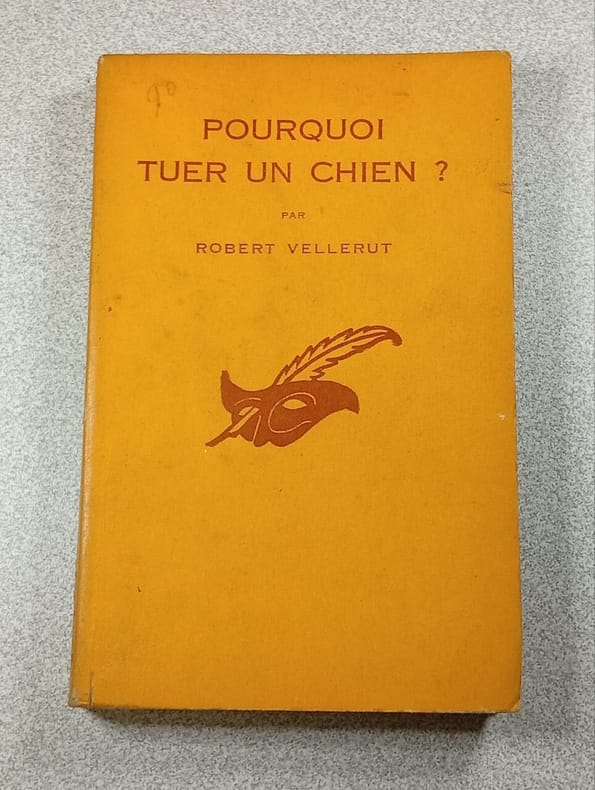 POURQUOI
TUER UN CHIEN ?
PAR
ROBERT VELLERUT